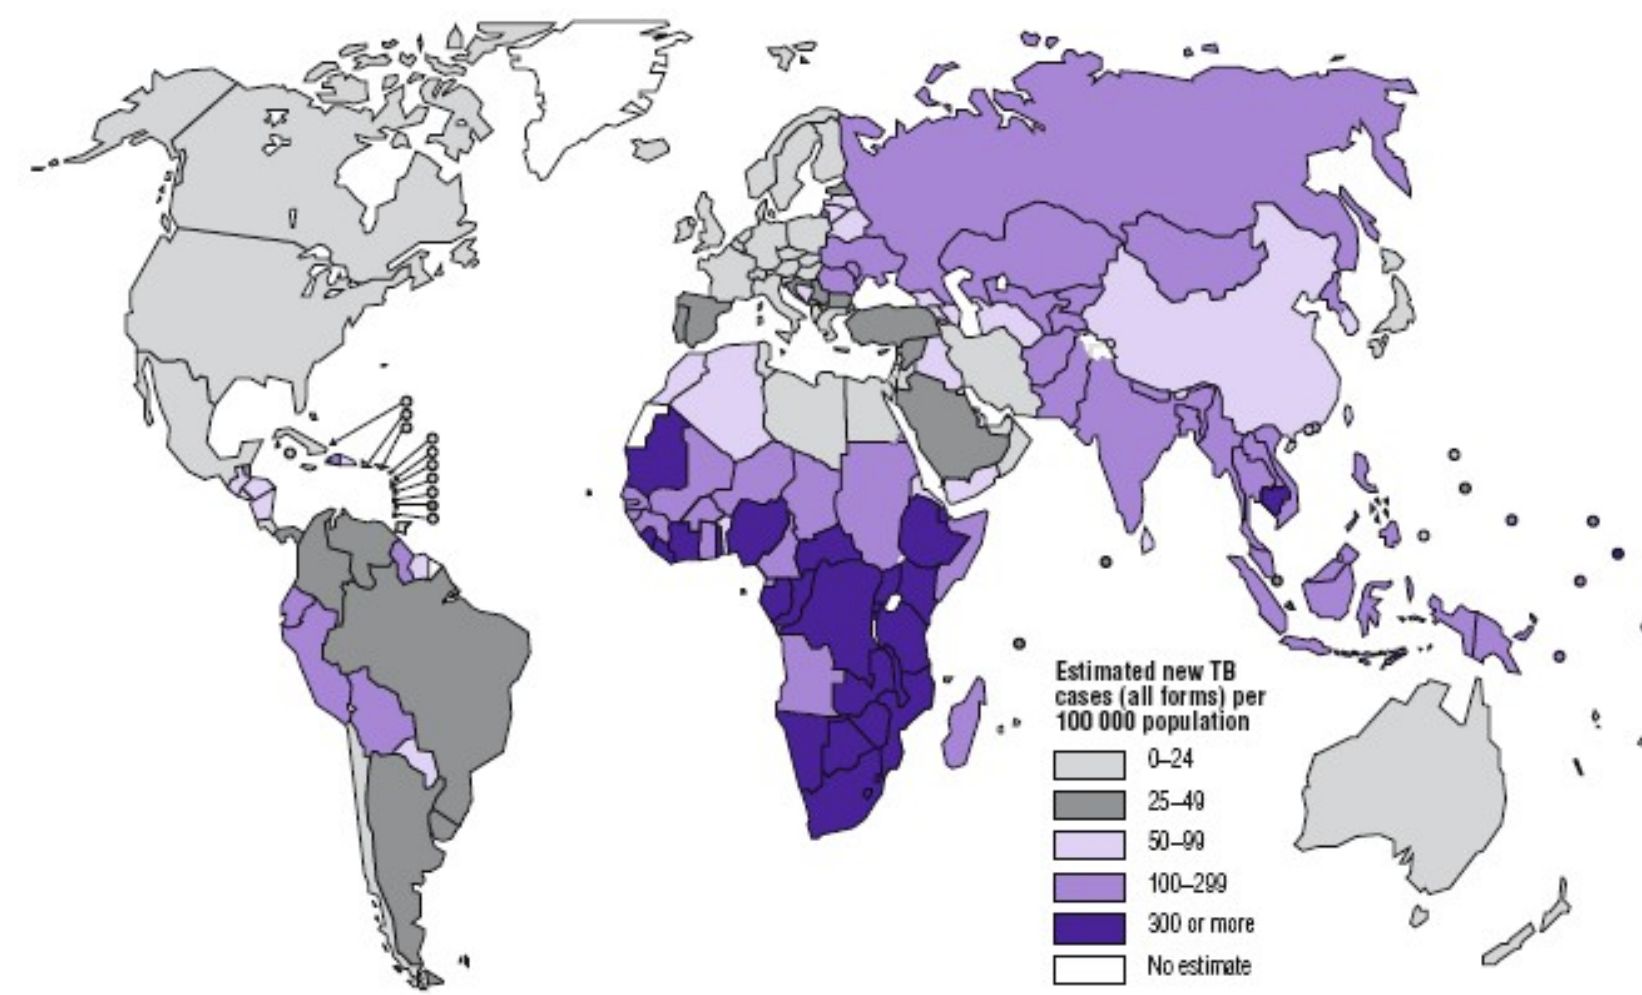 Estimated new TB
cases (all forms) per
100 000 population
0–24
25–49
50–99
100–299
300 or more
No estimate